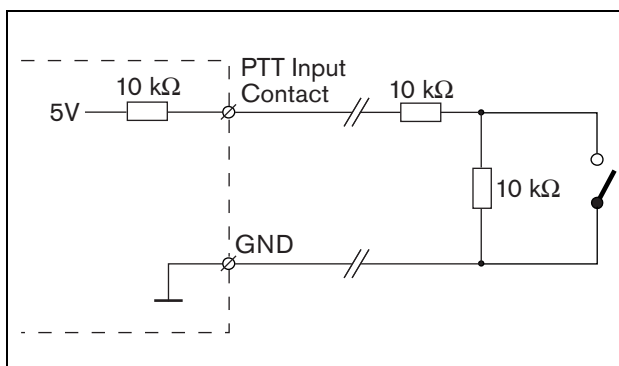 PTT Input
Contact
10 kΩ
10 kΩ
5V
10 kΩ
GND